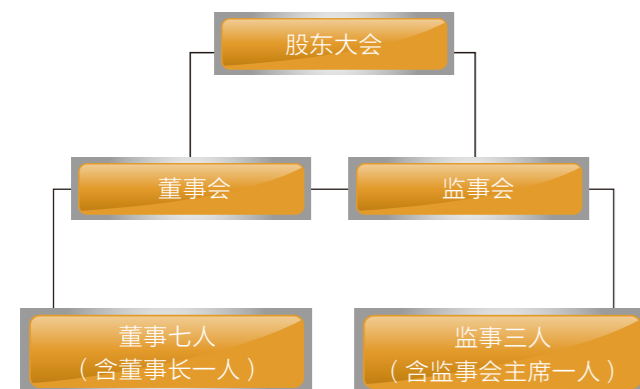 股东大会
董事会
监事会
董事七人
（含董事长一人）
监事三人
（含监事会主席一人）